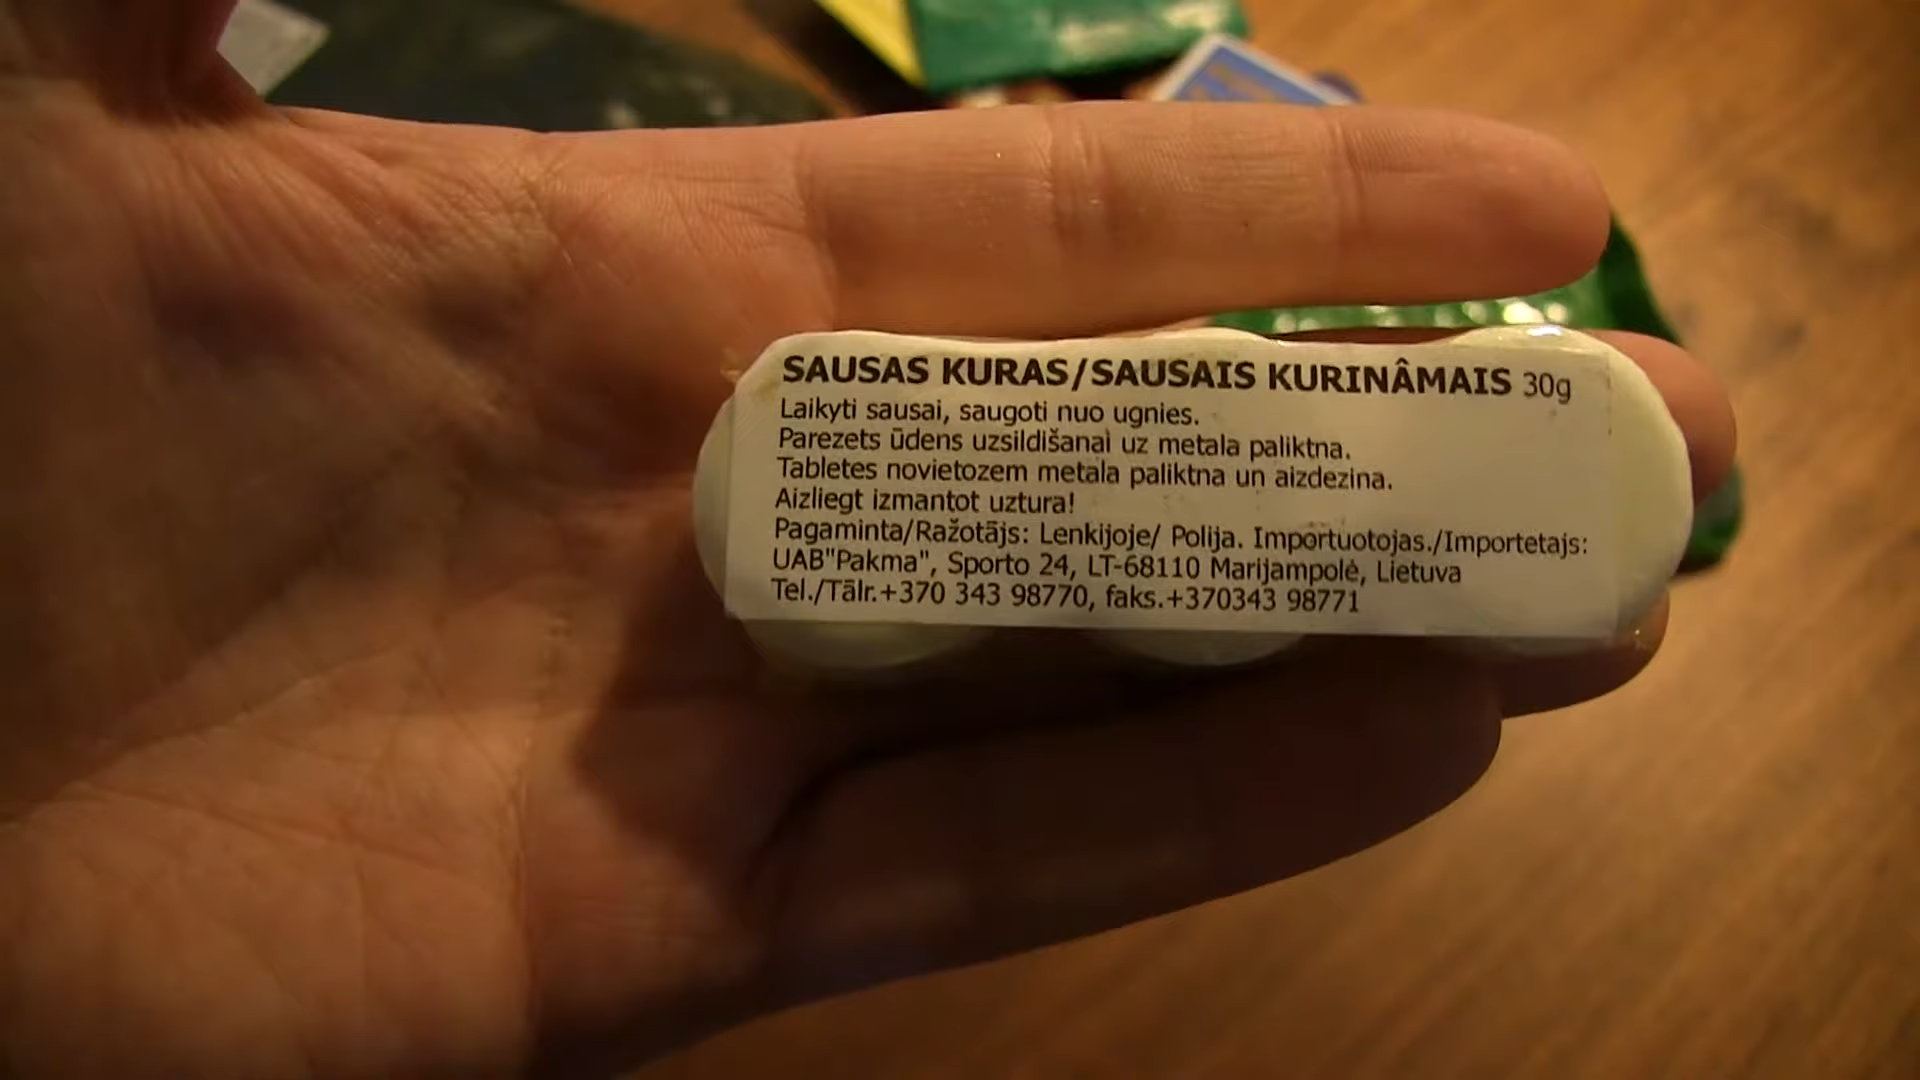 SAUSAS KURAS/SAUSAIS KURINÂMAIS 30g
Laikyti sausai, saugoti nuo ugnies.
Parezets ūdens uzsildišanai uz metala paliktna.
Tabletes novietozem metala paliktna un aizdezina.
Aizliegt izmantot uztura!
Pagaminta/Ražotājs: Lenkijoje/ Polija. Importuotojas./Importetajs:
UAB"Pakma", Sporto 24, LT-68110 Marijampolė, Lietuva
Tel./Tālr.+370 343 98770, faks.+370343 98771